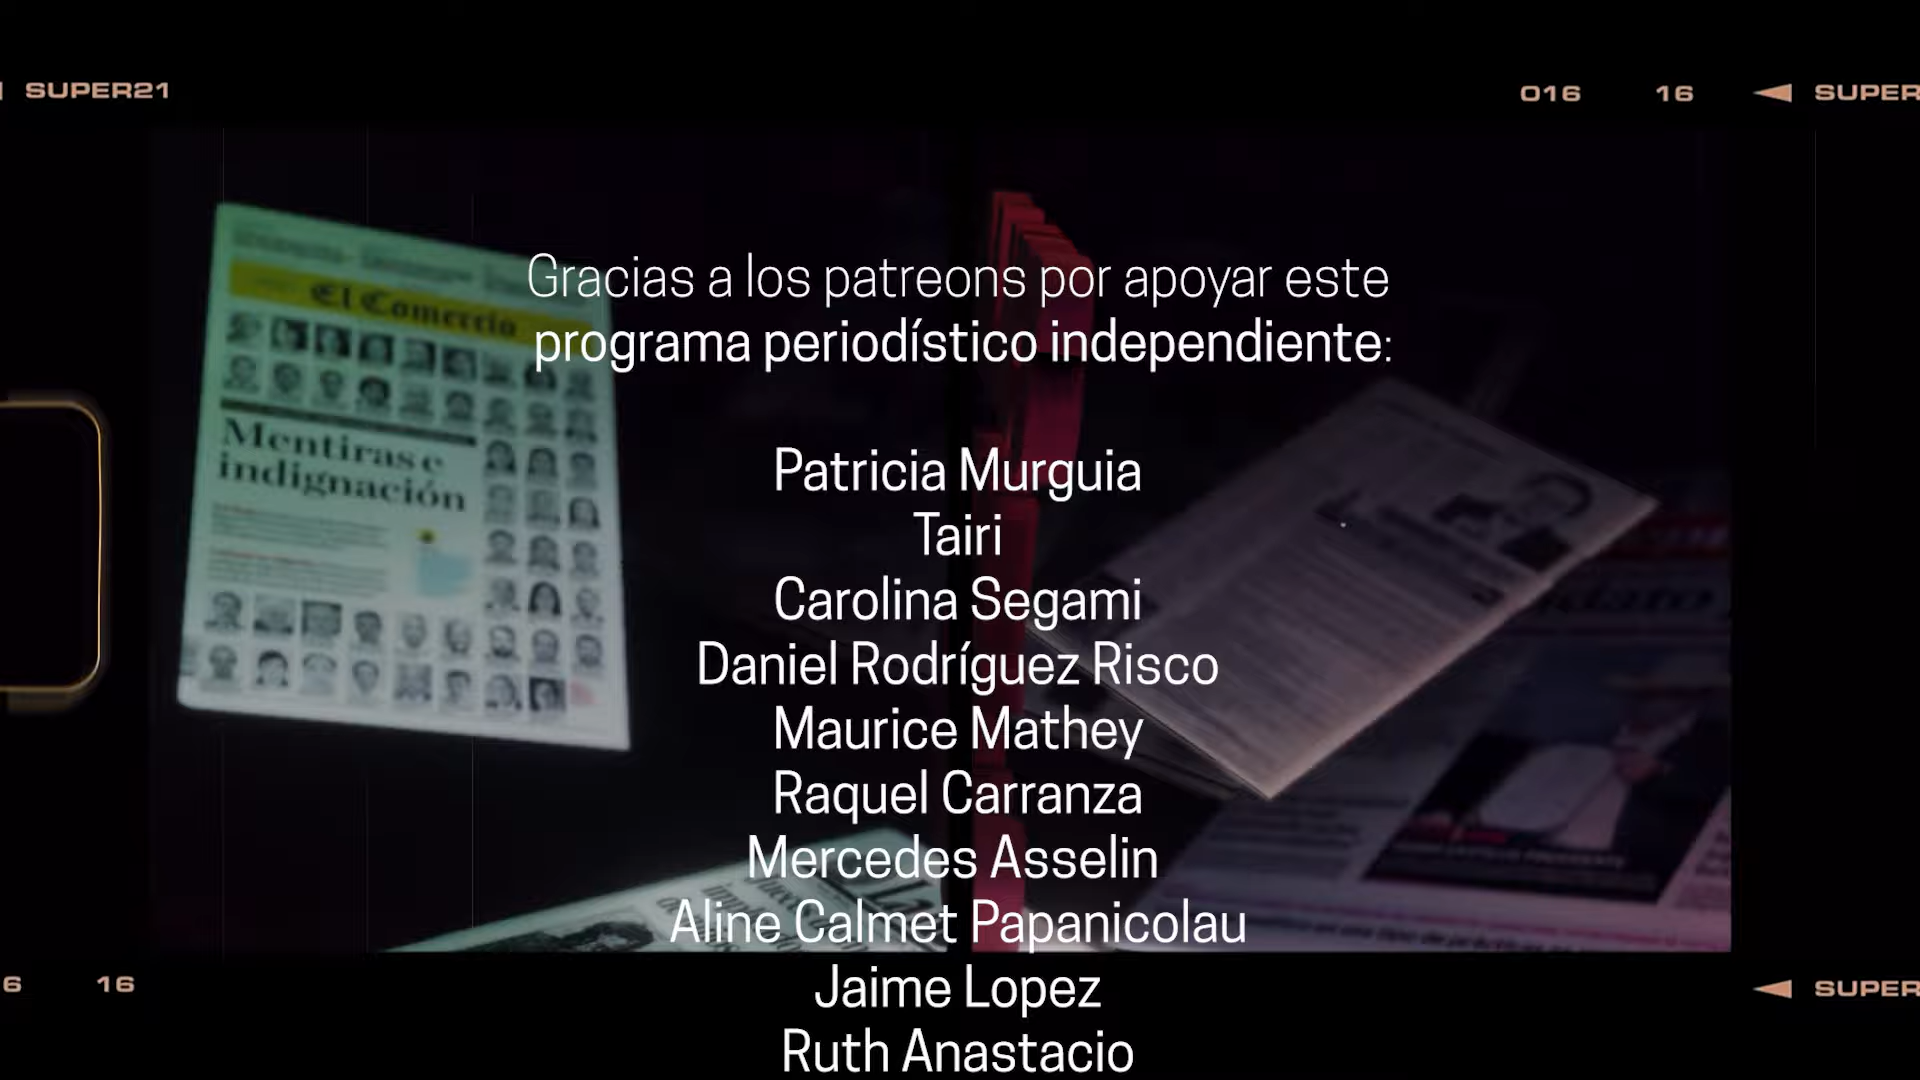 SUPER21
016 16 SUPER
Gracias a los patreons por apoyar este
programa periodístico independiente:
El Comercio
Mentiras e
indignación
Patricia Murguia
Tairi
Carolina Segami
Daniel Rodríguez Risco
Maurice Mathey
Raquel Carranza
Mercedes Asselin
Aline Calmet Papanicolau
Jaime Lopez
Ruth Anastacio
6 16
SUPER